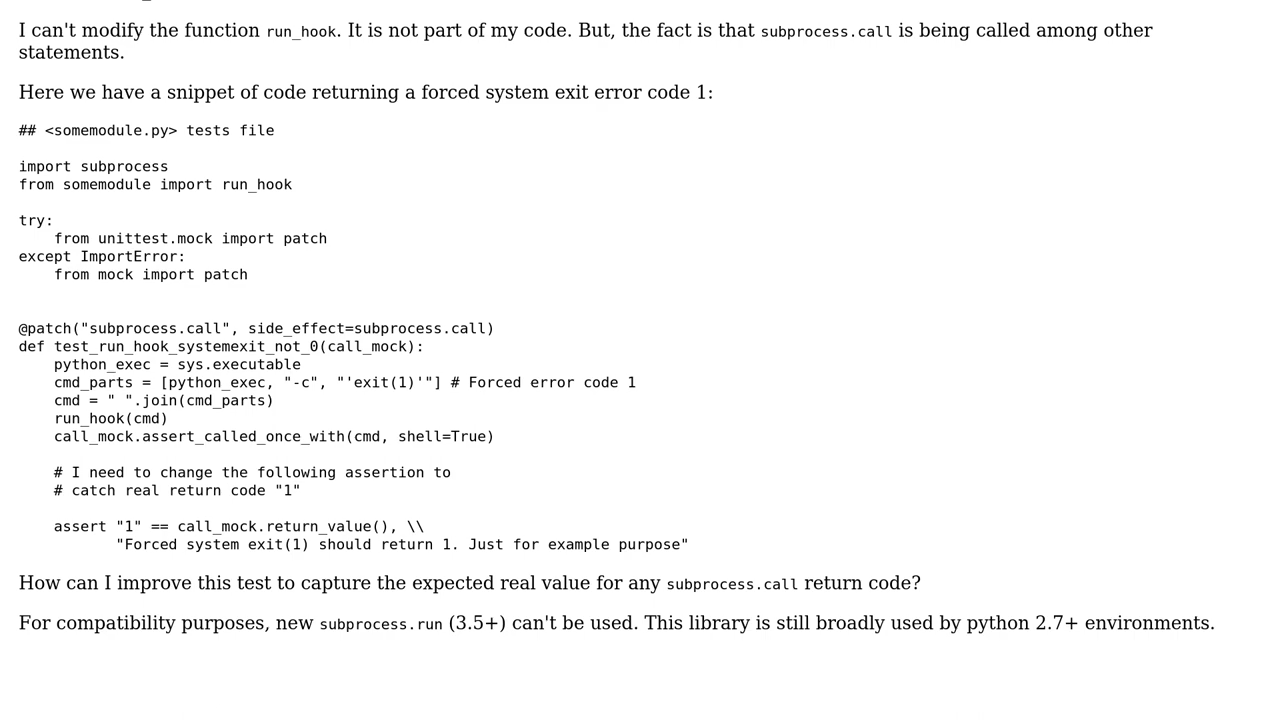 I can't modify the function run_hook. It is not part of my code. But, the fact is that subprocess.call is being called among other
statements.
Here we have a snippet of code returning a forced system exit error code 1:
## <somemodule.py> tests file
import subprocess
from somemodule import run_hook
try:
    from unittest.mock import patch
except ImportError:
    from mock import patch
@patch("subprocess.call", side_effect=subprocess.call)
def test_run_hook_systemexit_not_0(call_mock):
    python_exec = sys.executable
    cmd_parts = [python_exec, "-c", "'exit(1)'"] # Forced error code 1
    cmd = " ".join(cmd_parts)
    run_hook(cmd)
    call_mock.assert_called_once_with(cmd, shell=True)
    # I need to change the following assertion to
    # catch real return code "1"
    assert "1" == call_mock.return_value(), \\
           "Forced system exit(1) should return 1. Just for example purpose"
How can I improve this test to capture the expected real value for any subprocess.call return code?
For compatibility purposes, new subprocess.run (3.5+) can't be used. This library is still broadly used by python 2.7+ environments.